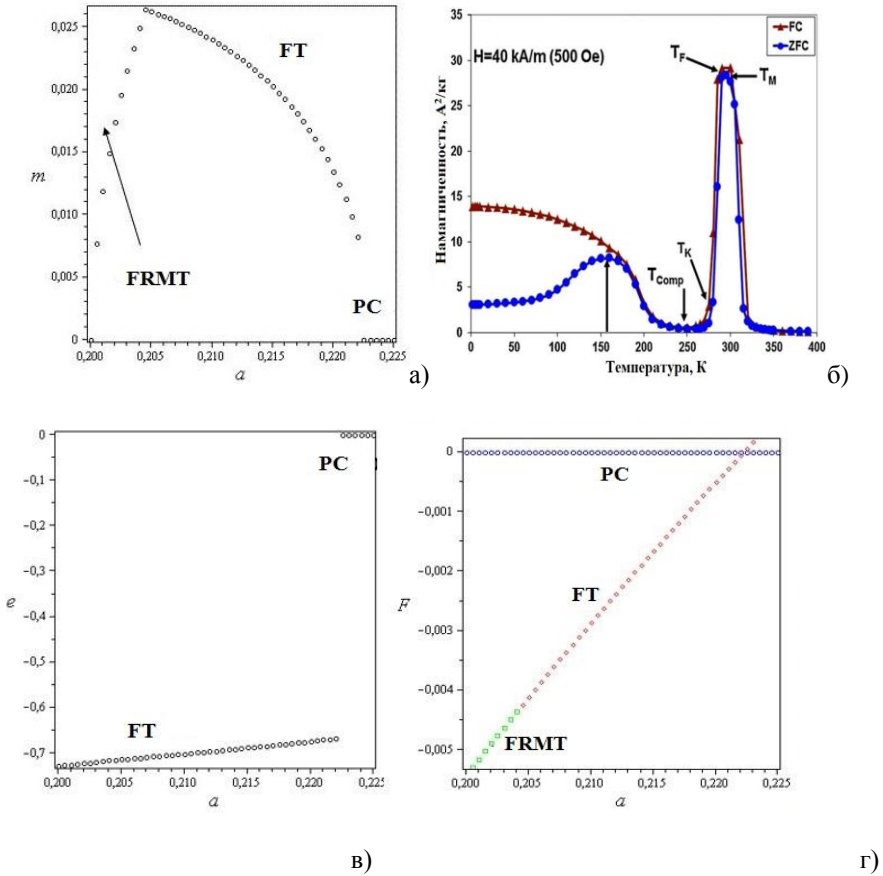 0,025
0,020
0,015
0,010
0,005
0
m
FT
FRMT
PC
0,200 0,205 0,210 0,215 0,220 0,225
a
а)
Намагниченность, А²/кг
35
30
25
20
15
10
5
0
H=40 kA/m (500 Oe)
FC
ZFC
T_F
T_M
T_K
T_Comp
0 50 100 150 200 250 300 350 400
Температура, К
б)
0
−0,1
−0,2
−0,3
−0,4
−0,5
−0,6
−0,7
e
PC
FT
0,200 0,205 0,210 0,215 0,220 0,225
a
в)
0
−0,001
−0,002
−0,003
−0,004
−0,005
F
PC
FT
FRMT
0,200 0,205 0,210 0,215 0,220 0,225
a
г)